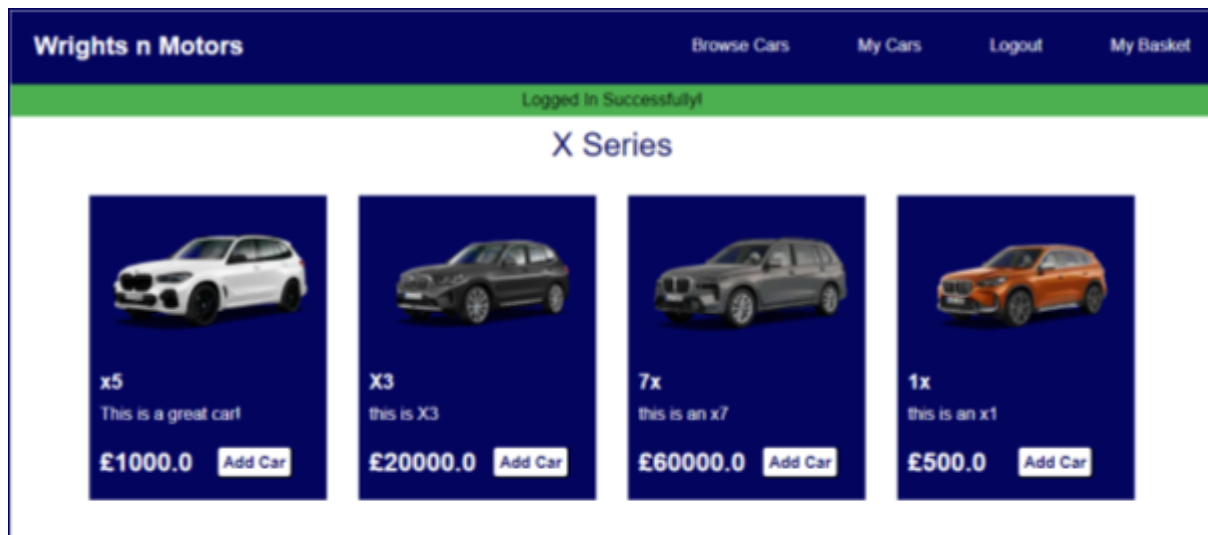 Wrights n Motors Browse Cars My Cars Logout My Basket
Logged In Successfully!
X Series
x5
This is a great car!
£1000.0 Add Car
X3
this is X3
£20000.0 Add Car
7x
this is an x7
£60000.0 Add Car
1x
this is an x1
£500.0 Add Car